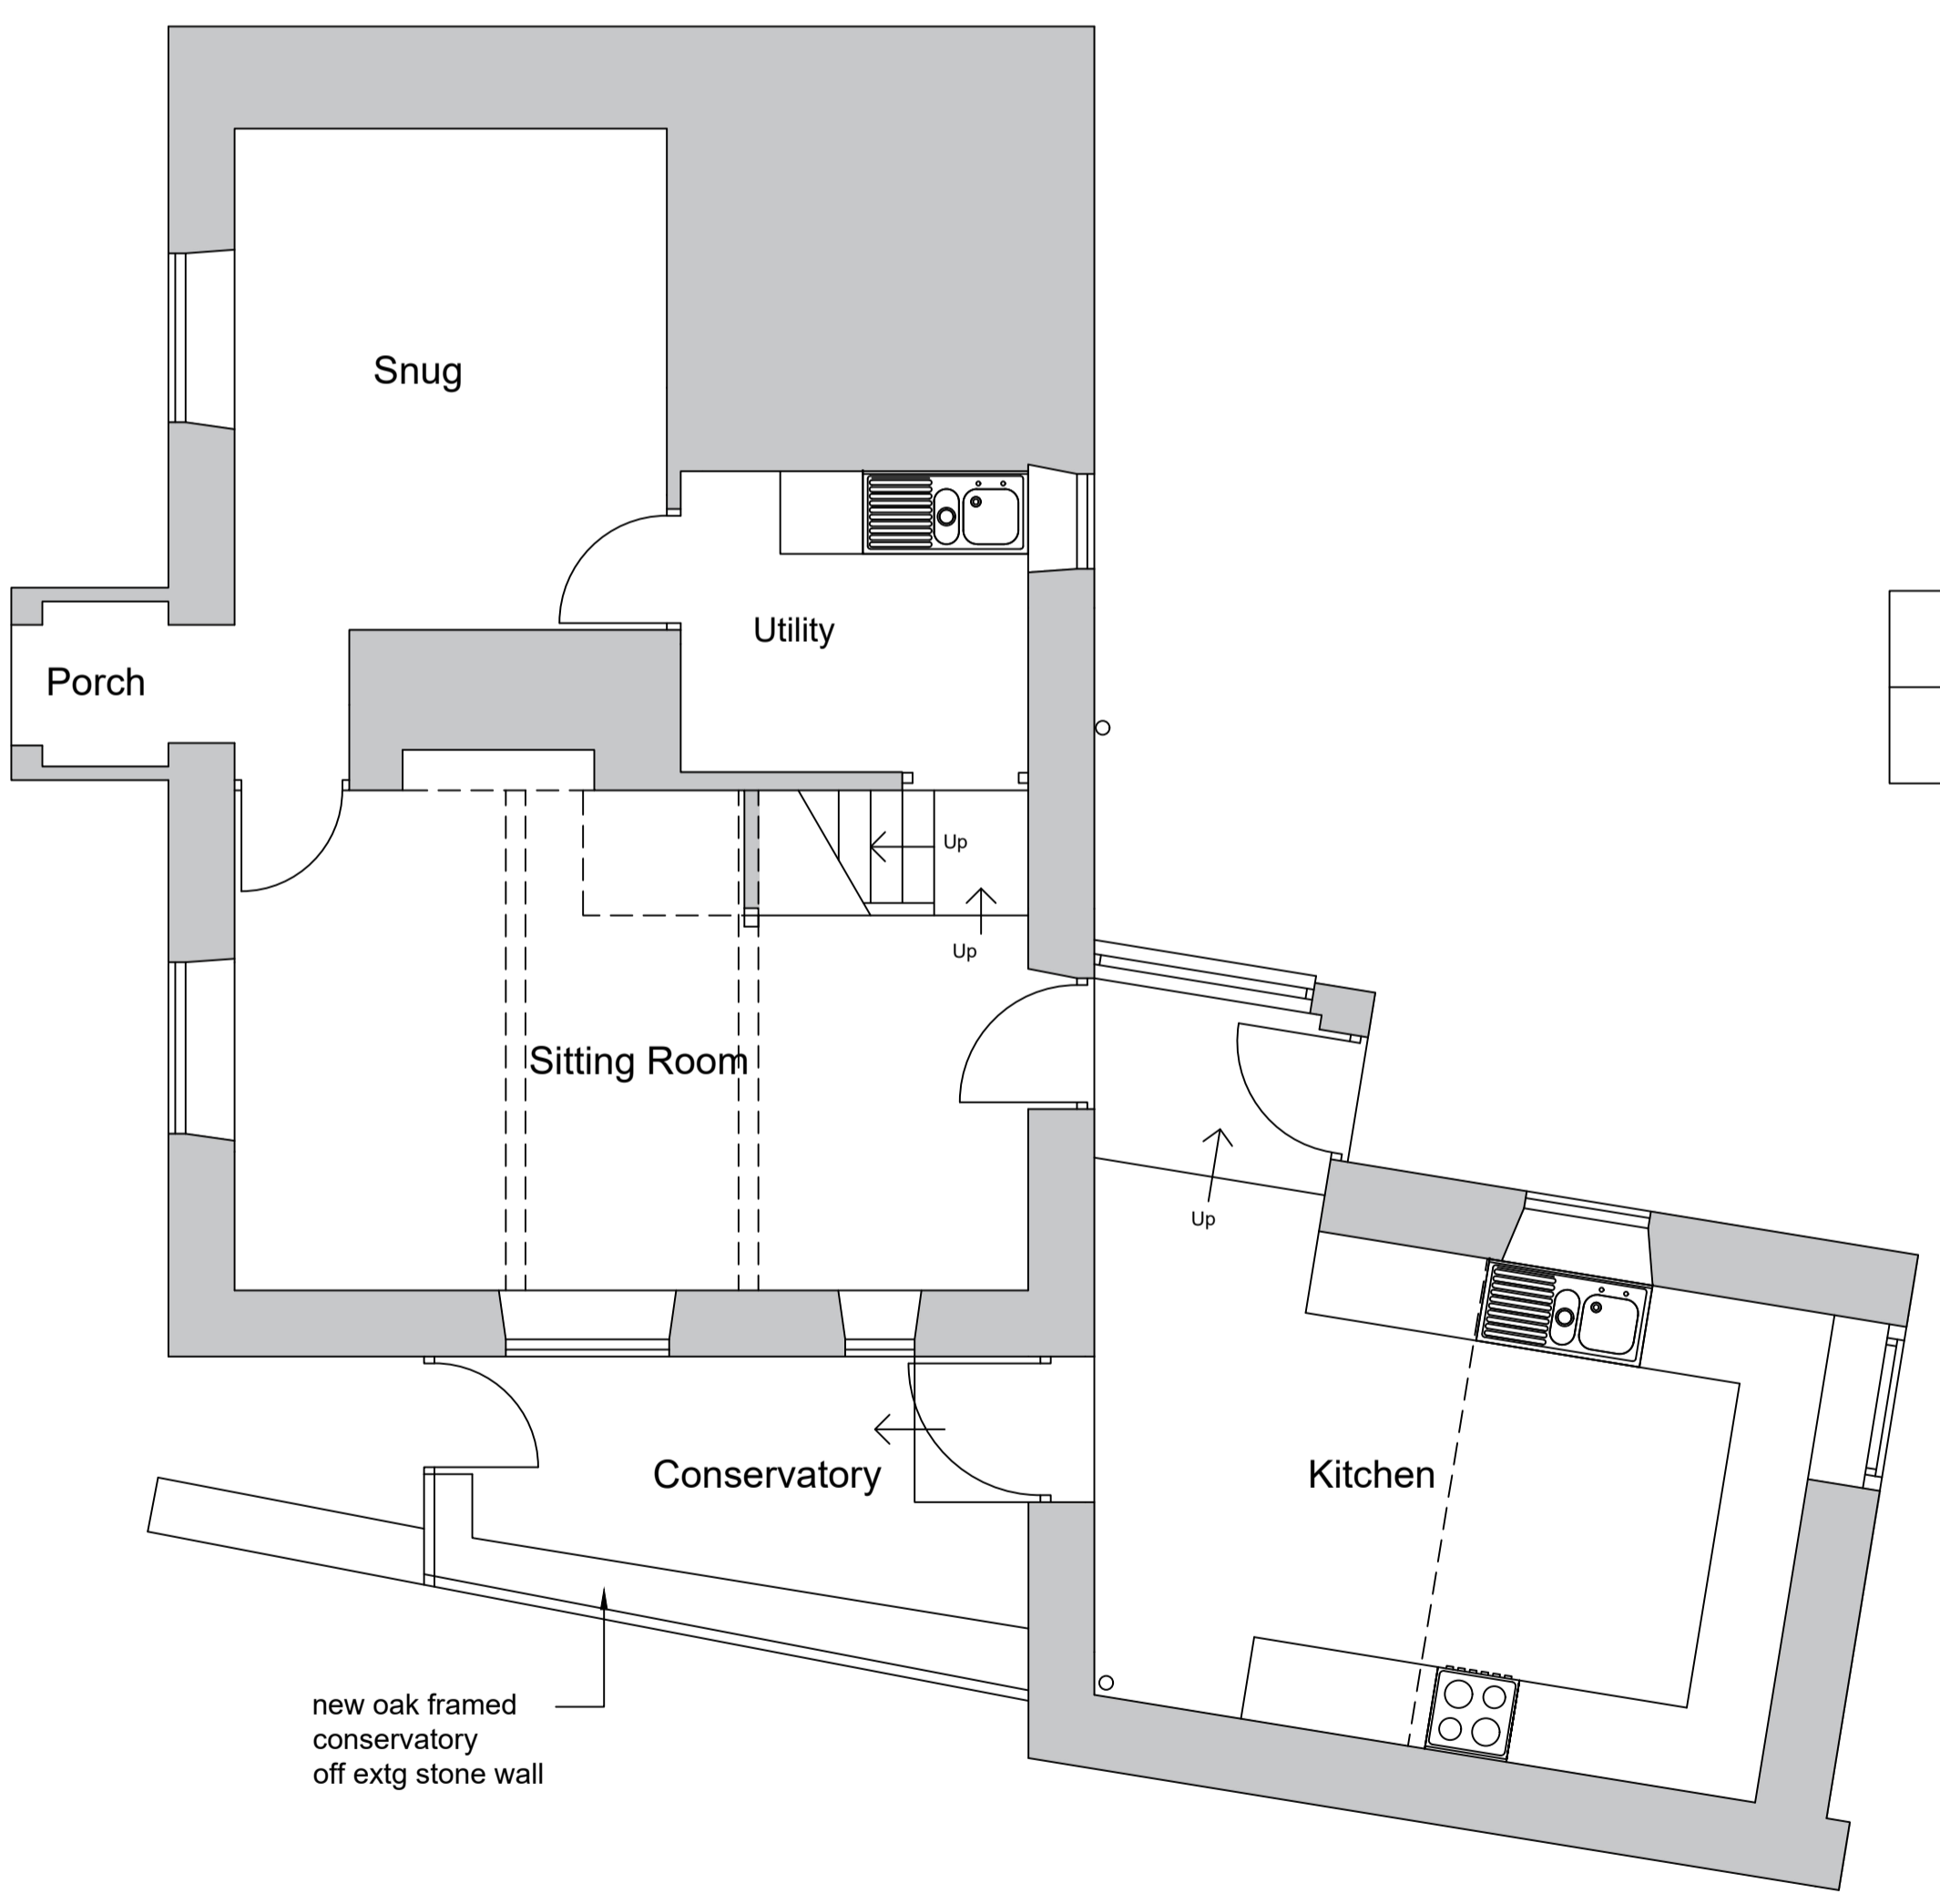 Snug
Utility
Porch
Up
Up
Sitting Room
Up
Conservatory
Kitchen
new oak framed
conservatory
off extg stone wall